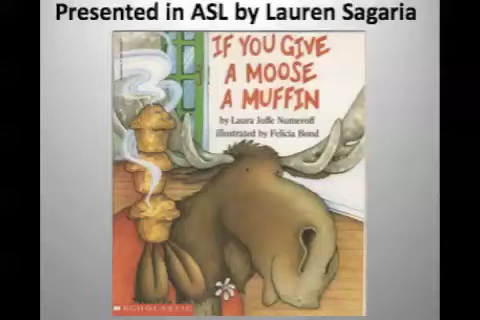 Presented in ASL by Lauren Sagaria
IF YOU GIVE
A MOOSE
A MUFFIN
by Laura Joffe Numeroff
illustrated by Felicia Bond
SCHOLASTIC